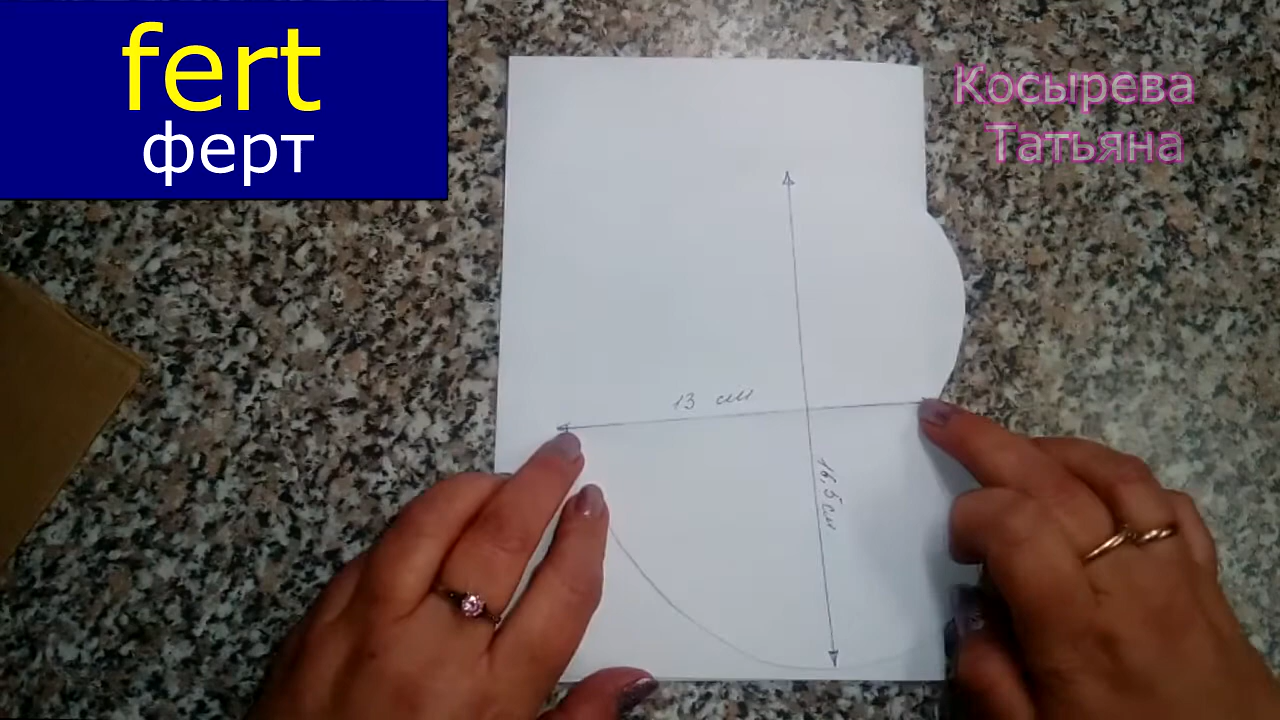 fert
ферт
Косырева
Татьяна
13 см
16,5 см